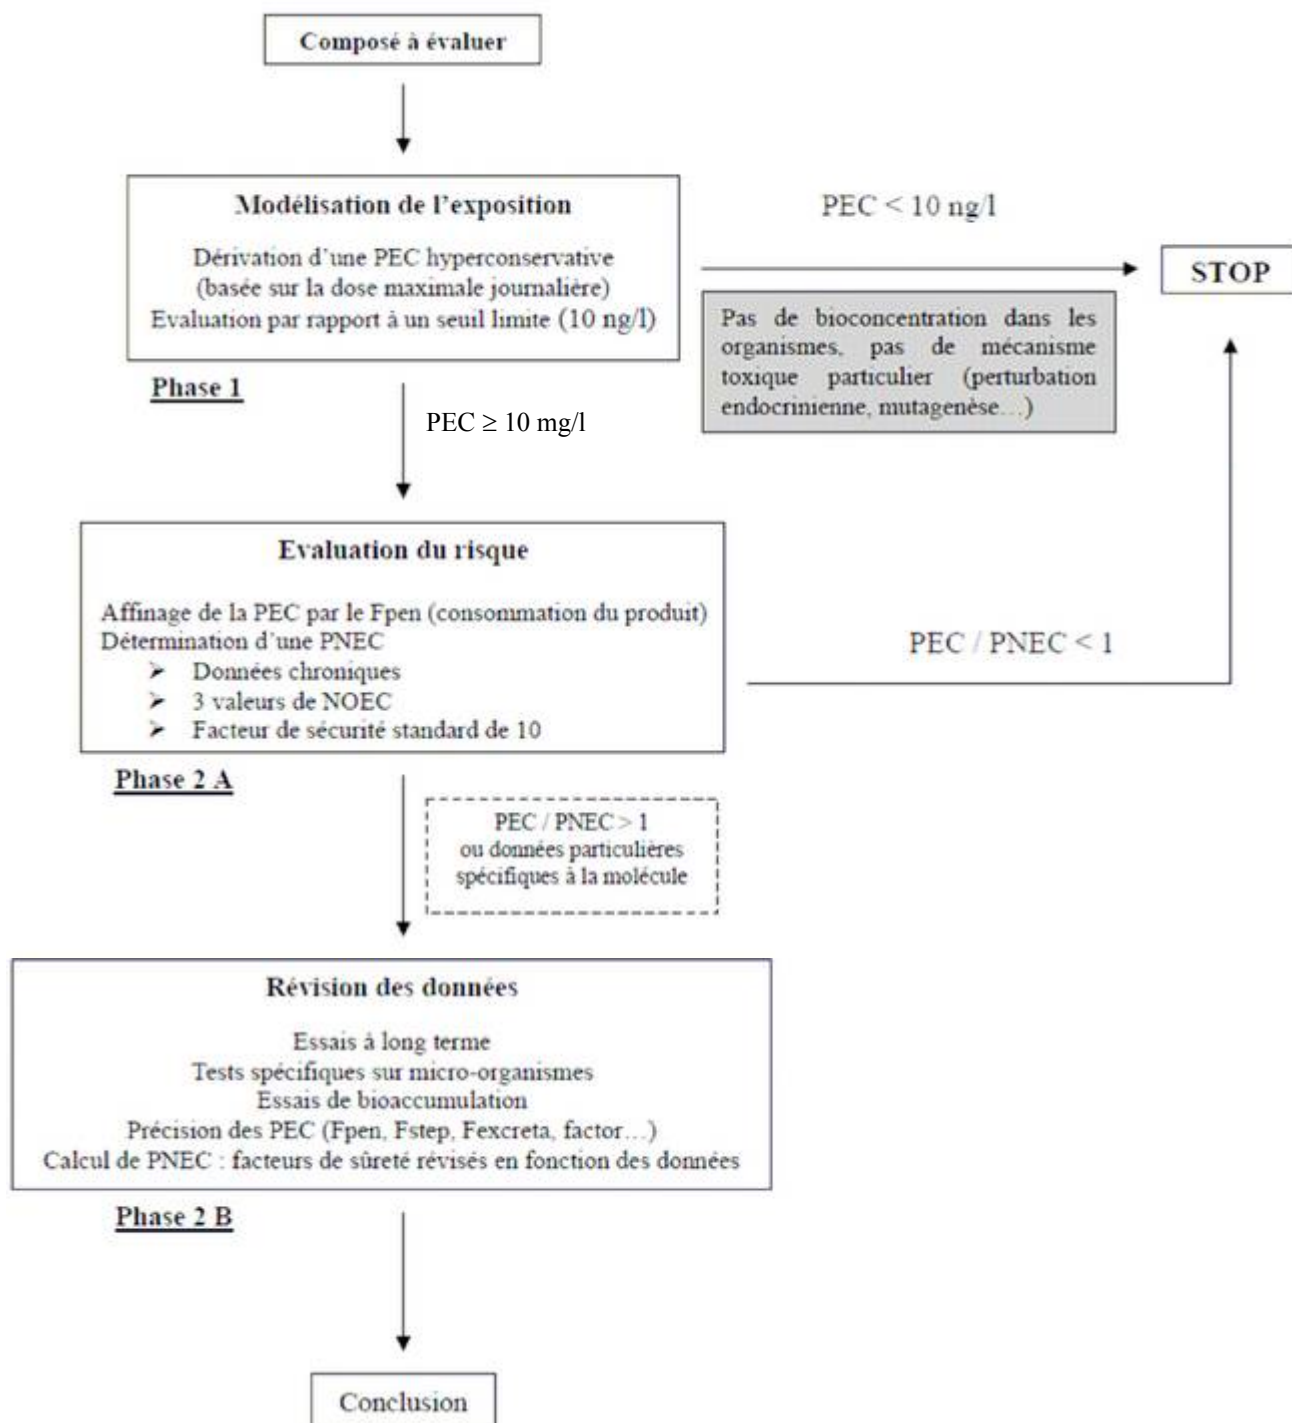 Composé à évaluer
Modélisation de l'exposition
Dérivation d'une PEC hyperconservative
(basée sur la dose maximale journalière)
Evaluation par rapport à un seuil limite (10 ng/l)
Phase 1
PEC < 10 ng/l
STOP
Pas de bioconcentration dans les
organismes, pas de mécanisme
toxique particulier (perturbation
endocrinienne, mutagenèse…)
PEC ≥ 10 mg/l
Evaluation du risque
Affinage de la PEC par le Fpen (consommation du produit)
Détermination d'une PNEC
➢ Données chroniques
➢ 3 valeurs de NOEC
➢ Facteur de sécurité standard de 10
Phase 2 A
PEC / PNEC < 1
PEC / PNEC > 1
ou données particulières
spécifiques à la molécule
Révision des données
Essais à long terme
Tests spécifiques sur micro-organismes
Essais de bioaccumulation
Précision des PEC (Fpen, Fstep, Fexcreta, factor…)
Calcul de PNEC : facteurs de sûreté révisés en fonction des données
Phase 2 B
Conclusion